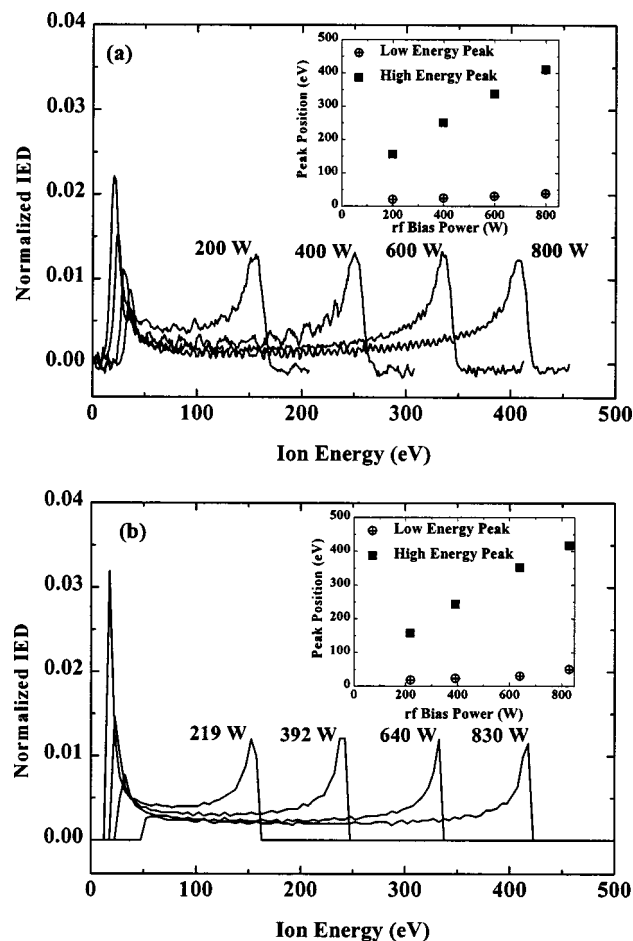 0.04
0.03
0.02
0.01
0.00
Normalized IED
(a)
500
400
300
200
100
0
Peak Position (eV)
Low Energy Peak
High Energy Peak
0 200 400 600 800
rf Bias Power (W)
200 W 400 W 600 W 800 W
0 100 200 300 400 500
Ion Energy (eV)
0.04
0.03
0.02
0.01
0.00
Normalized IED
(b)
500
400
300
200
100
0
Peak Position (eV)
Low Energy Peak
High Energy Peak
0 200 400 600 800
rf Bias Power (W)
219 W 392 W 640 W 830 W
0 100 200 300 400 500
Ion Energy (eV)